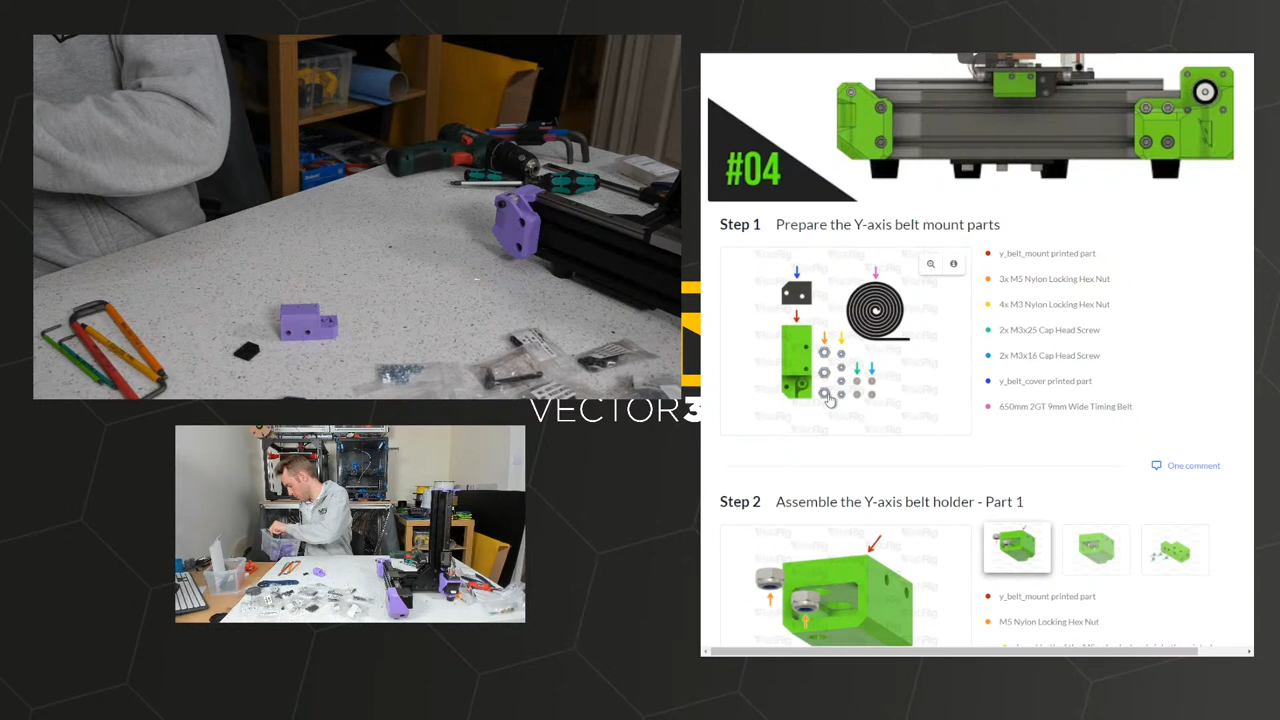 #04
Step 1 Prepare the Y-axis belt mount parts
y_belt_mount printed part
3x M5 Nylon Locking Hex Nut
4x M3 Nylon Locking Hex Nut
2x M3x25 Cap Head Screw
2x M3x16 Cap Head Screw
y_belt_cover printed part
650mm 2GT 9mm Wide Timing Belt
VECTOR3
One comment
Step 2 Assemble the Y-axis belt holder - Part 1
y_belt_mount printed part
M5 Nylon Locking Hex Nut